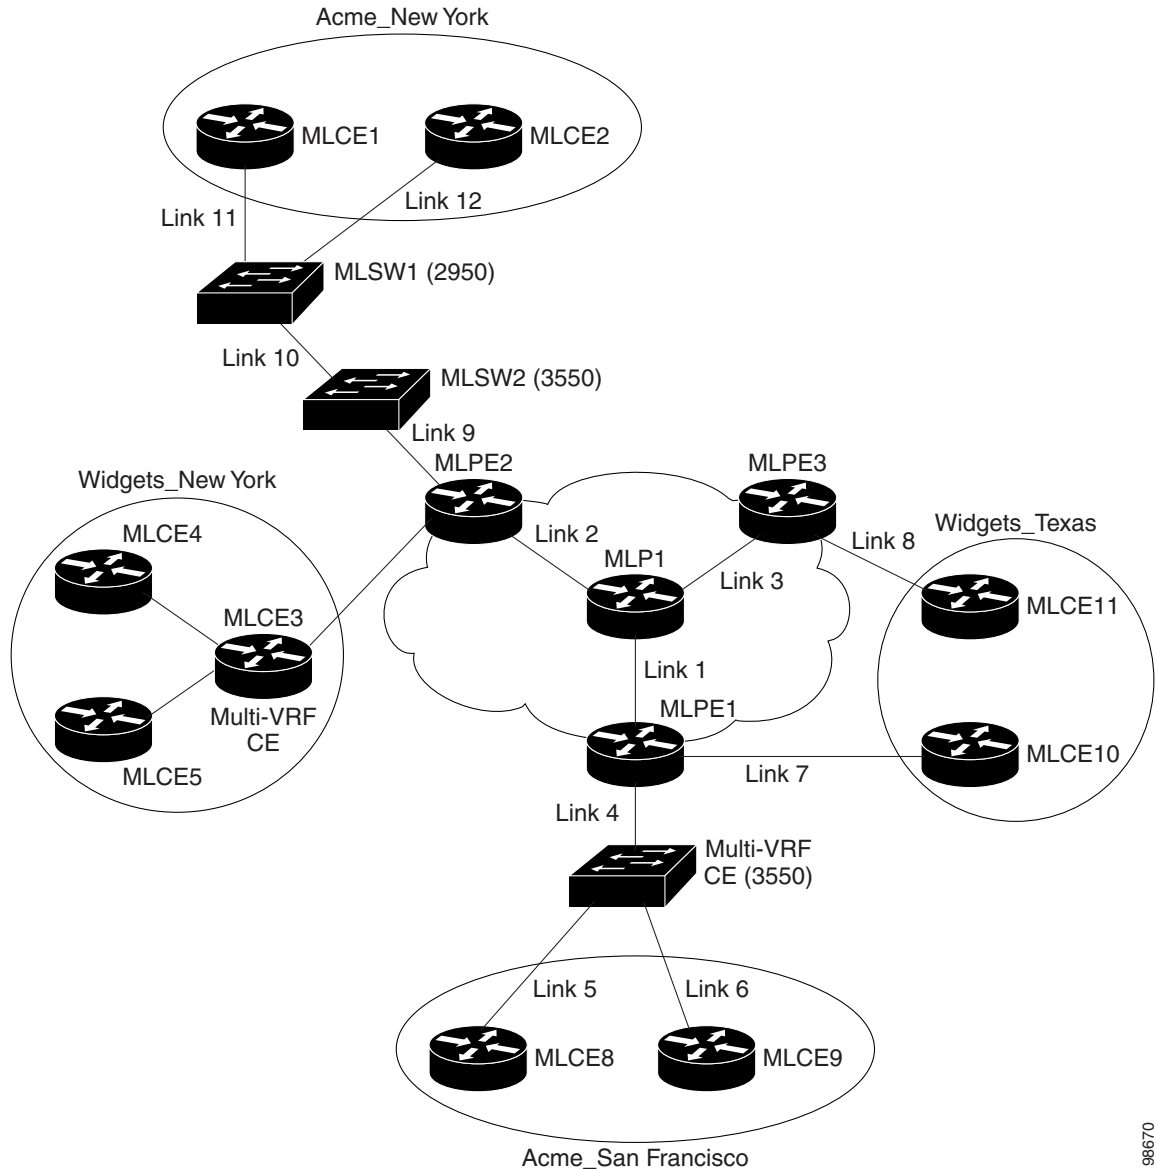 Acme_New York
MLCE1
MLCE2
Link 12
Link 11
MLSW1 (2950)
Link 10
MLSW2 (3550)
Link 9
MLPE2
MLPE3
Widgets_New York
Widgets_Texas
MLCE4
Link 2
Link 8
MLP1
Link 3
MLCE11
MLCE3
Link 1
Multi-VRF
CE
MLPE1
MLCE5
MLCE10
Link 7
Link 4
Multi-VRF
CE (3550)
Link 5
Link 6
MLCE8
MLCE9
Acme_San Francisco
98670